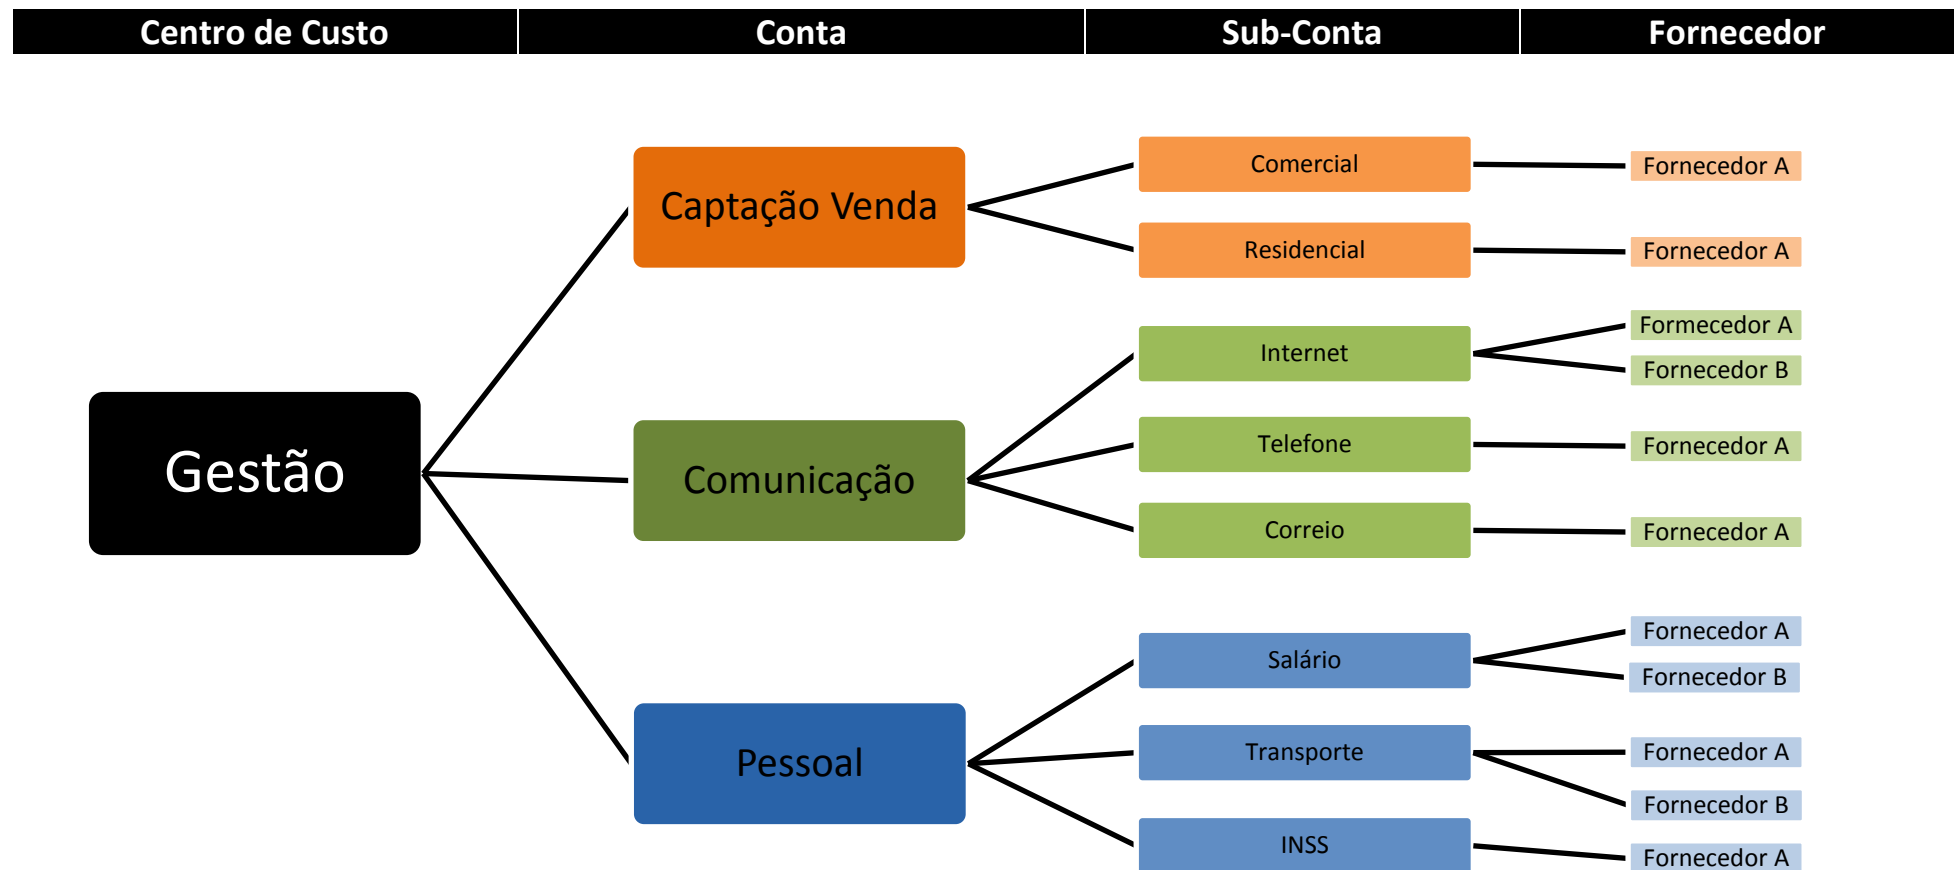 Centro de Custo
Conta
Sub-Conta
Fornecedor
Gestão
Captação Venda
Comercial
Fornecedor A
Residencial
Fornecedor A
Comunicação
Internet
Formecedor A
Fornecedor B
Telefone
Fornecedor A
Correio
Fornecedor A
Pessoal
Salário
Fornecedor A
Fornecedor B
Transporte
Fornecedor A
Fornecedor B
INSS
Fornecedor A